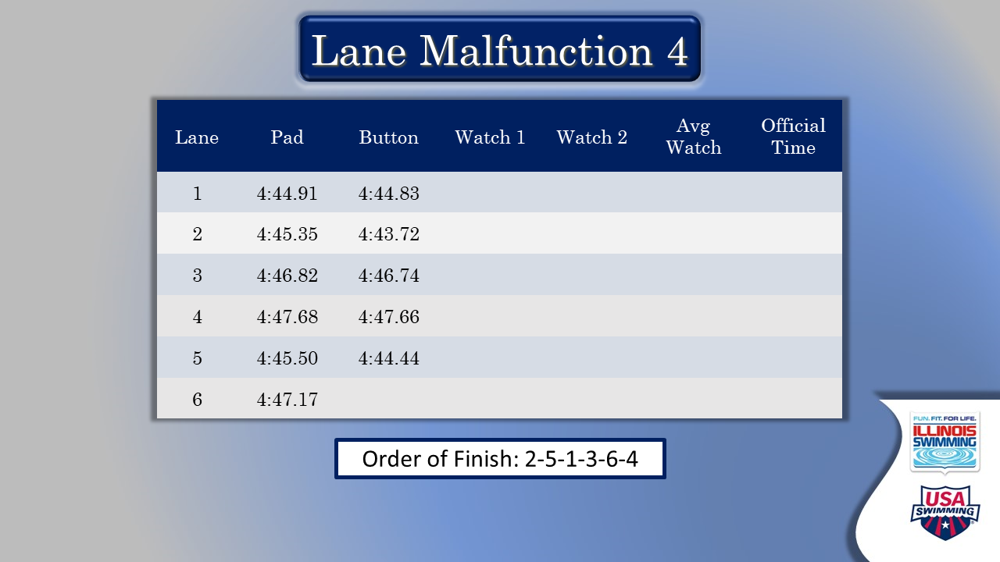 Lane Malfunction 4
Lane Pad Button Watch 1 Watch 2 Avg Watch Official Time
1 4:44.91 4:44.83
2 4:45.35 4:43.72
3 4:46.82 4:46.74
4 4:47.68 4:47.66
5 4:45.50 4:44.44
6 4:47.17
Order of Finish: 2-5-1-3-6-4
FUN. FIT. FOR LIFE.
ILLINOIS
SWIMMING
USA
SWIMMING